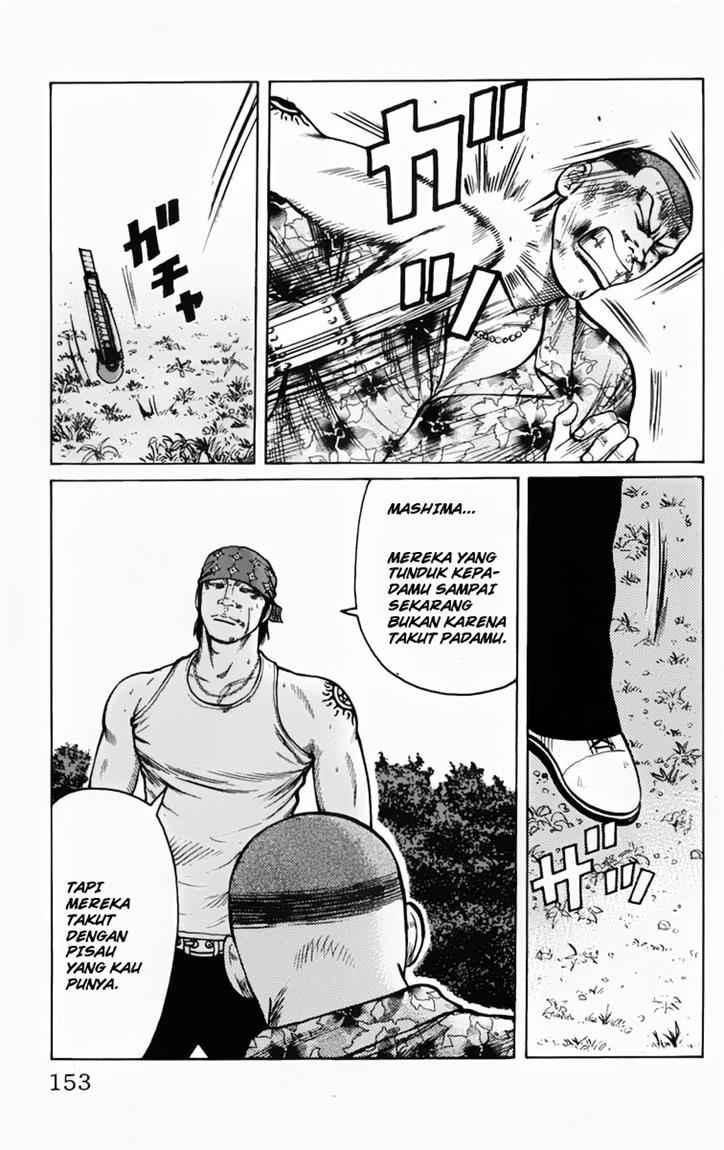 ガガッ
ガチャ
MASHIMA...
MEREKA YANG
TUNDUK KEPA-
DAMU SAMPAI
SEKARANG
BUKAN KARENA
TAKUT PADAMU.
TAPI
MEREKA
TAKUT
DENGAN
PISAU
YANG KAU
PUNYA.
ザッ
153